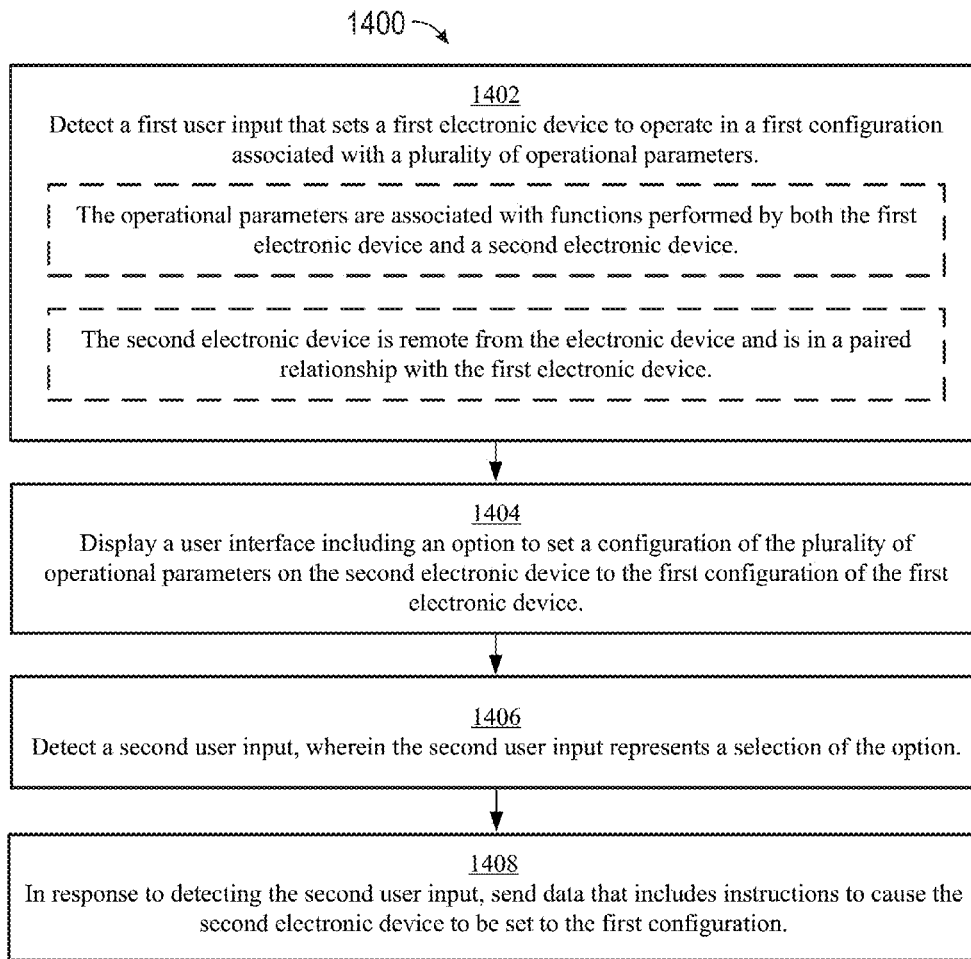 1400
1402
Detect a first user input that sets a first electronic device to operate in a first configuration
associated with a plurality of operational parameters.
The operational parameters are associated with functions performed by both the first
electronic device and a second electronic device.
The second electronic device is remote from the electronic device and is in a paired
relationship with the first electronic device.
1404
Display a user interface including an option to set a configuration of the plurality of
operational parameters on the second electronic device to the first configuration of the first
electronic device.
1406
Detect a second user input, wherein the second user input represents a selection of the option.
1408
In response to detecting the second user input, send data that includes instructions to cause the
second electronic device to be set to the first configuration.